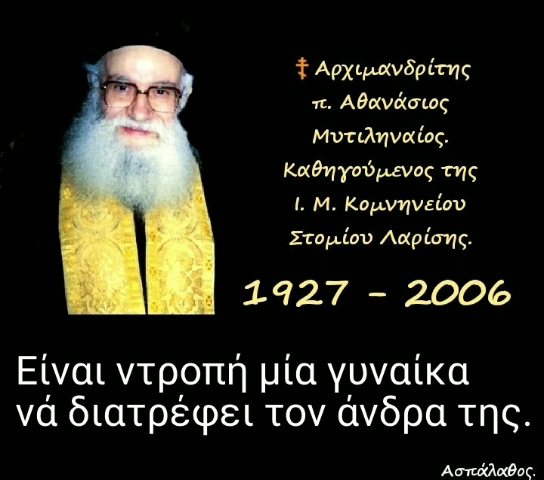 ‡ Αρχιμανδρίτης
π. Αθανάσιος
Μυτιληναίος.
Καθηγούμενος της
Ι. Μ. Κομνηνείου
Στομίου Λαρίσης.
1927 - 2006
Είναι ντροπή μία γυναίκα
νά διατρέφει τον άνδρα της.
Ασπάλαθος.